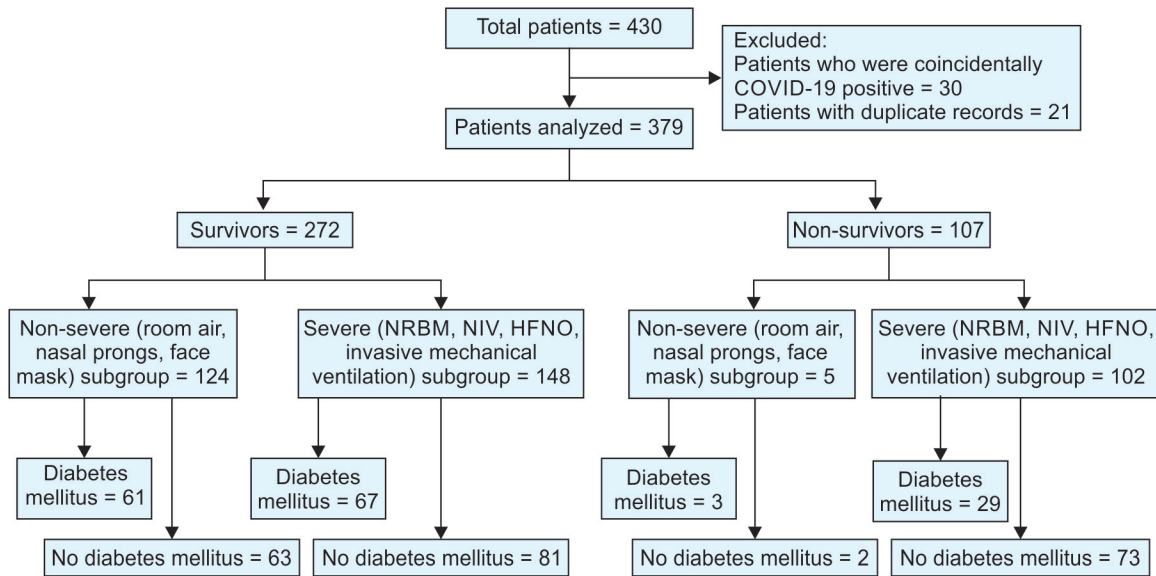 Total patients = 430
Excluded:
Patients who were coincidentally
COVID-19 positive = 30
Patients with duplicate records = 21
Patients analyzed = 379
Survivors = 272
Non-survivors = 107
Non-severe (room air,
nasal prongs, face
mask) subgroup = 124
Severe (NRBM, NIV, HFNO,
invasive mechanical
ventilation) subgroup = 148
Non-severe (room air,
nasal prongs, face
mask) subgroup = 5
Severe (NRBM, NIV, HFNO,
invasive mechanical
ventilation) subgroup = 102
Diabetes
mellitus = 61
Diabetes
mellitus = 67
Diabetes
mellitus = 3
Diabetes
mellitus = 29
No diabetes mellitus = 63
No diabetes mellitus = 81
No diabetes mellitus = 2
No diabetes mellitus = 73